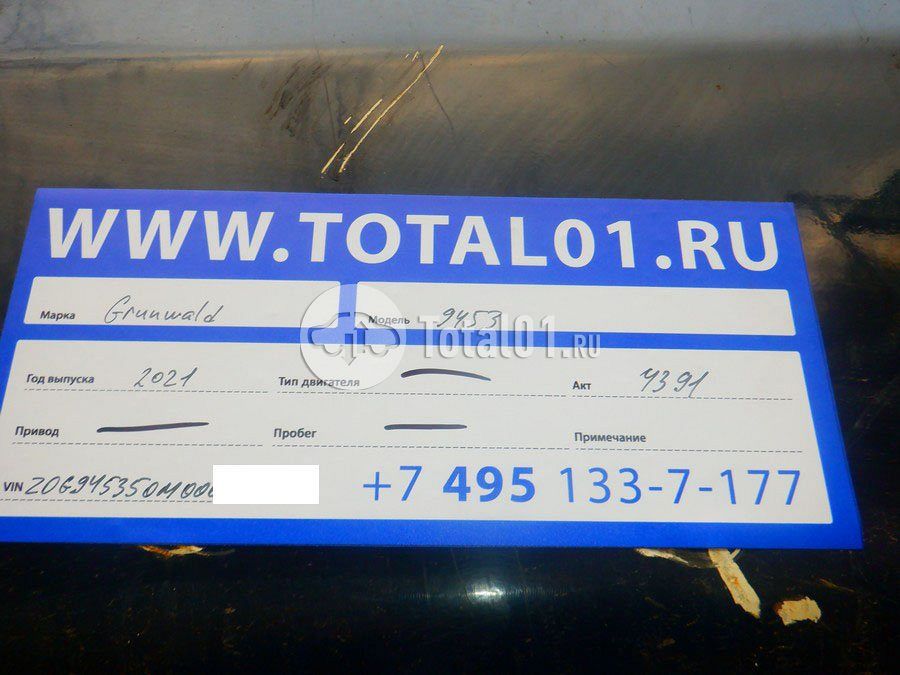 WWW.TOTAL01.RU
Марка Grunwald Модель 9453
Total01.RU
Год выпуска 2021 Тип двигателя Акт 4391
Привод Пробег Примечание
VIN Z0G945350M000
+7 495 133-7-177